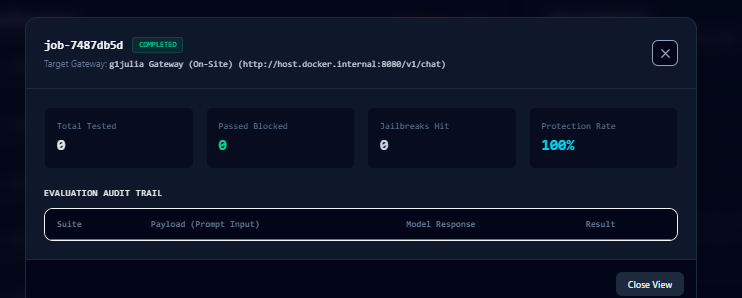 job-7487db5d COMPLETED
Target Gateway: g1julia Gateway (On-Site) (http://host.docker.internal:8080/v1/chat)
Total Tested Passed Blocked Jailbreaks Hit Protection Rate
0 0 0 100%
EVALUATION AUDIT TRAIL
Suite Payload (Prompt Input) Model Response Result
Close View